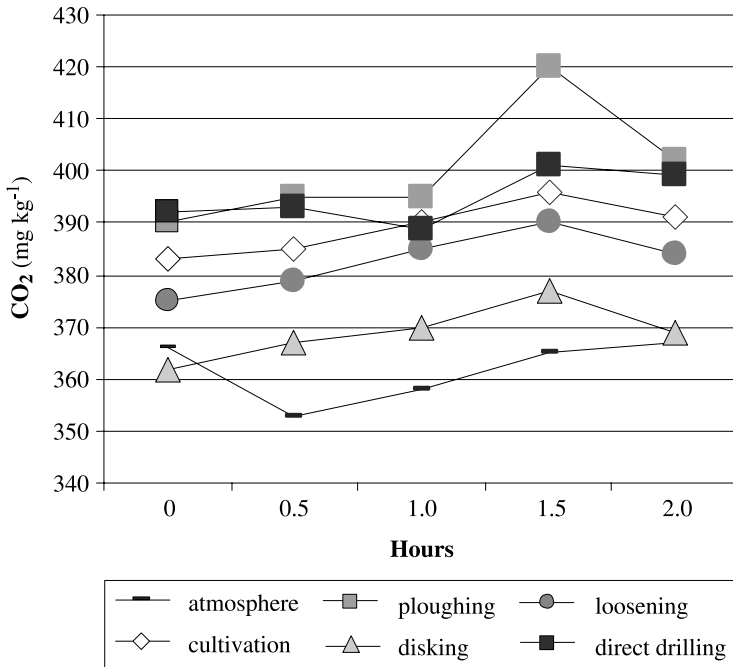 430
420
410
400
390
380
370
360
350
340
CO₂ (mg kg⁻¹)
0 0.5 1.0 1.5 2.0
Hours
atmosphere ploughing loosening
cultivation disking direct drilling